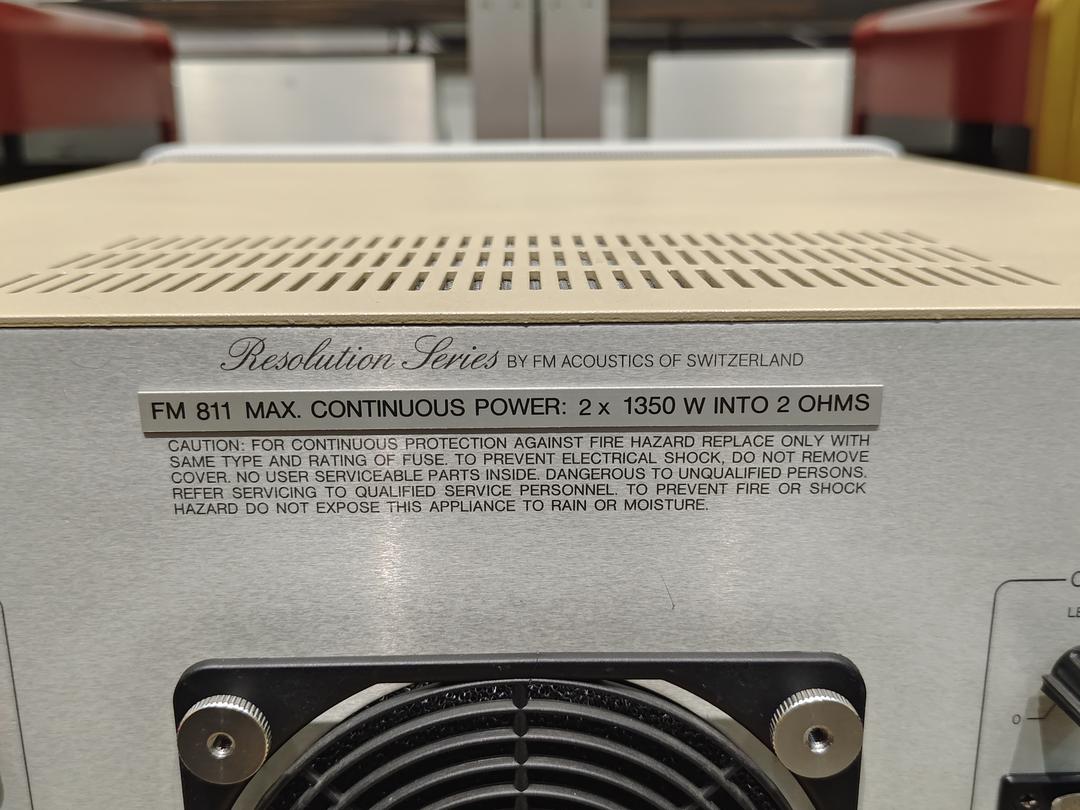 Resolution Series BY FM ACOUSTICS OF SWITZERLAND
FM 811 MAX. CONTINUOUS POWER: 2 x 1350 W INTO 2 OHMS
CAUTION: FOR CONTINUOUS PROTECTION AGAINST FIRE HAZARD REPLACE ONLY WITH
SAME TYPE AND RATING OF FUSE. TO PREVENT ELECTRICAL SHOCK, DO NOT REMOVE
COVER. NO USER SERVICEABLE PARTS INSIDE. DANGEROUS TO UNQUALIFIED PERSONS.
REFER SERVICING TO QUALIFIED SERVICE PERSONNEL. TO PREVENT FIRE OR SHOCK
HAZARD DO NOT EXPOSE THIS APPLIANCE TO RAIN OR MOISTURE.
0